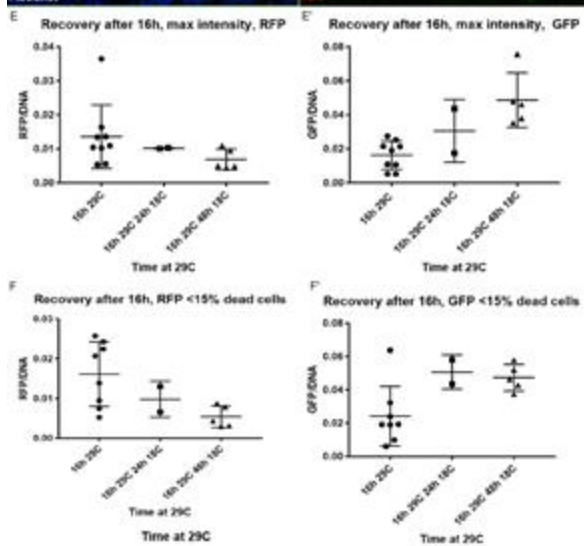 E
Recovery after 16h, max intensity, RFP
0.04
0.03
0.02
0.01
0.00
RFP/DNA
16h 29C
16h 29C 24h 18C
16h 29C 48h 18C
Time at 29C
E'
Recovery after 16h, max intensity, GFP
0.08
0.06
0.04
0.02
0.00
GFP/DNA
16h 29C
16h 29C 24h 18C
16h 29C 48h 18C
Time at 29C
F
Recovery after 16h, RFP <15% dead cells
0.03
0.02
0.01
0.00
RFP/DNA
16h 29C
16h 29C 24h 18C
16h 29C 48h 18C
Time at 29C
Time at 29C
F'
Recovery after 16h, GFP <15% dead cells
0.08
0.06
0.04
0.02
0.00
GFP/DNA
16h 29C
16h 29C 24h 18C
16h 29C 48h 18C
Time at 29C